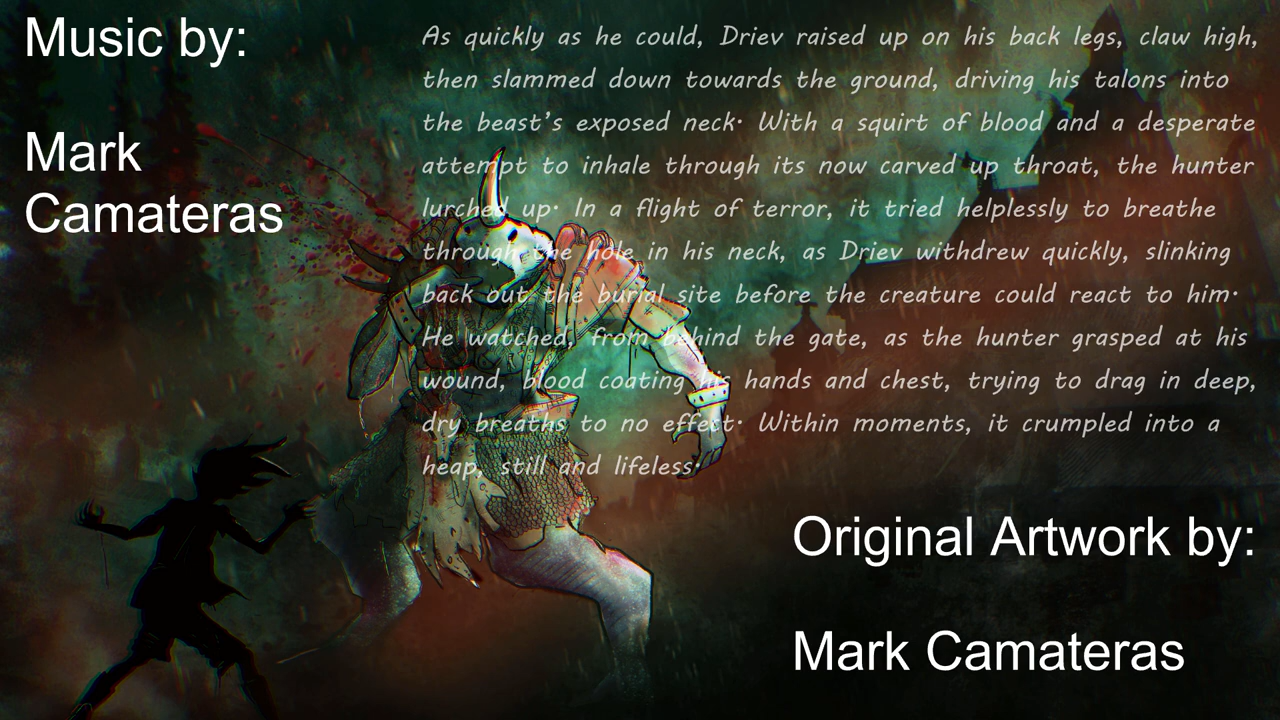 Music by:
Mark
Camateras
As quickly as he could, Driev raised up on his back legs, claw high,
then slammed down towards the ground, driving his talons into
the beast's exposed neck. With a squirt of blood and a desperate
attempt to inhale through its now carved up throat, the hunter
lurched up. In a flight of terror, it tried helplessly to breathe
through the hole in his neck, as Driev withdrew quickly, slinking
back out the burial site before the creature could react to him.
He watched, from behind the gate, as the hunter grasped at his
wound, blood coating his hands and chest, trying to drag in deep,
dry breaths to no effect. Within moments, it crumpled into a
heap, still and lifeless.
Original Artwork by:
Mark Camateras